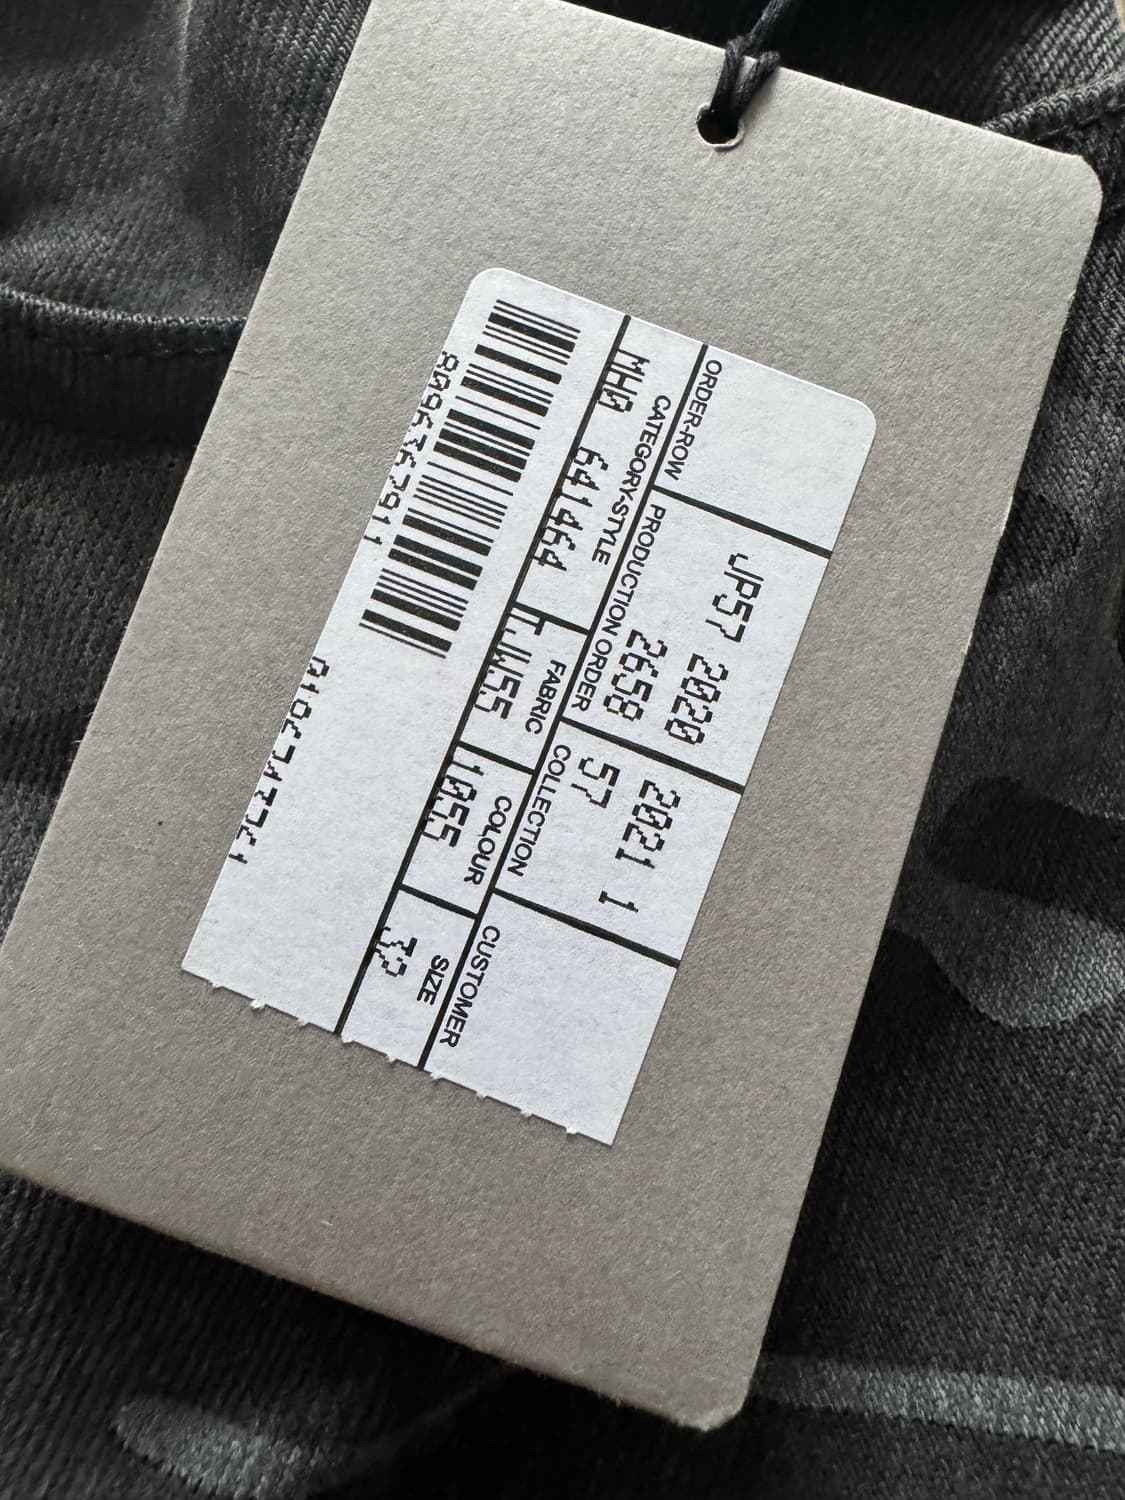 JP57 2020 2021 1
2658 57
ORDER-ROW PRODUCTION ORDER COLLECTION CUSTOMER
CATEGORY-STYLE FABRIC COLOUR SIZE
MH0 641464 TJW55 1055 32
8096367911